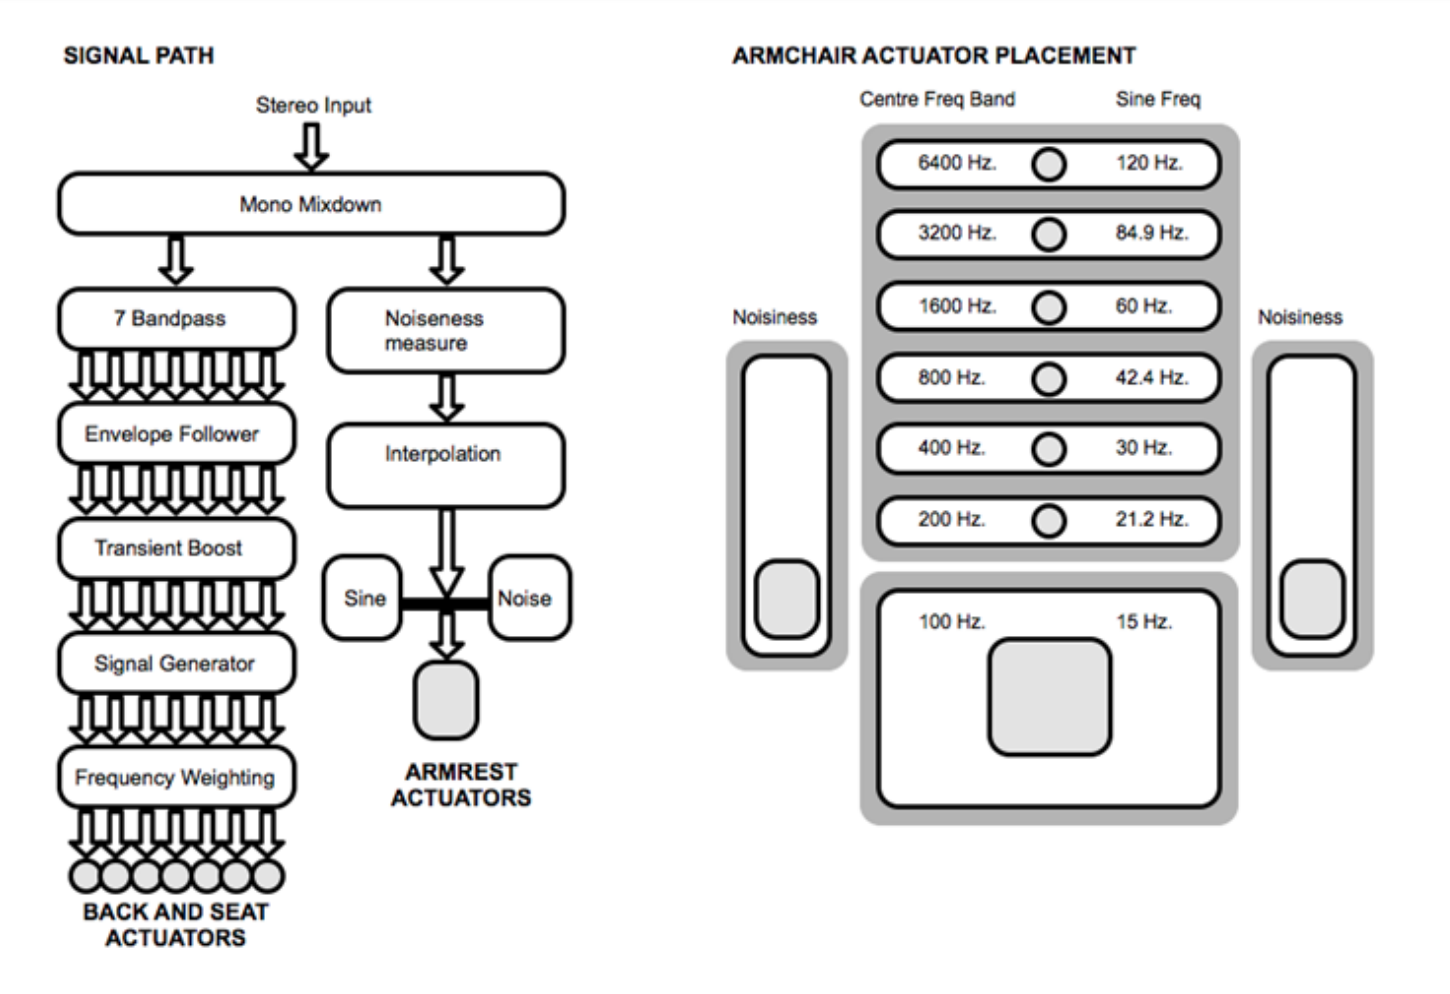 SIGNAL PATH
Stereo Input
Mono Mixdown
7 Bandpass
Envelope Follower
Transient Boost
Signal Generator
Frequency Weighting
BACK AND SEAT
ACTUATORS
Noiseness
measure
Interpolation
Sine
Noise
ARMREST
ACTUATORS
ARMCHAIR ACTUATOR PLACEMENT
Centre Freq Band Sine Freq
6400 Hz. 120 Hz.
3200 Hz. 84.9 Hz.
1600 Hz. 60 Hz.
800 Hz. 42.4 Hz.
400 Hz. 30 Hz.
200 Hz. 21.2 Hz.
100 Hz. 15 Hz.
Noisiness
Noisiness